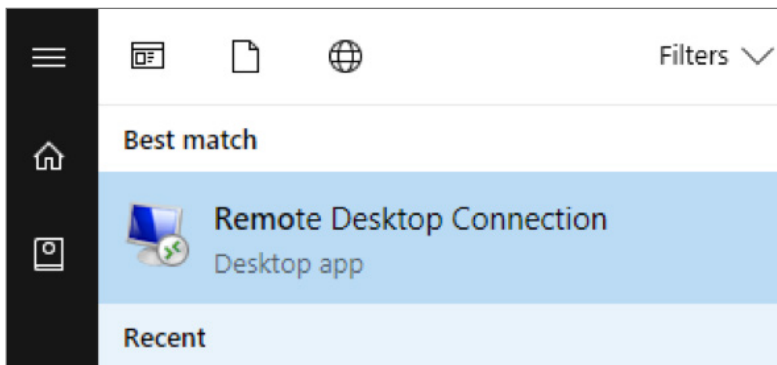 Filters
Best match
Remote Desktop Connection
Desktop app
Recent